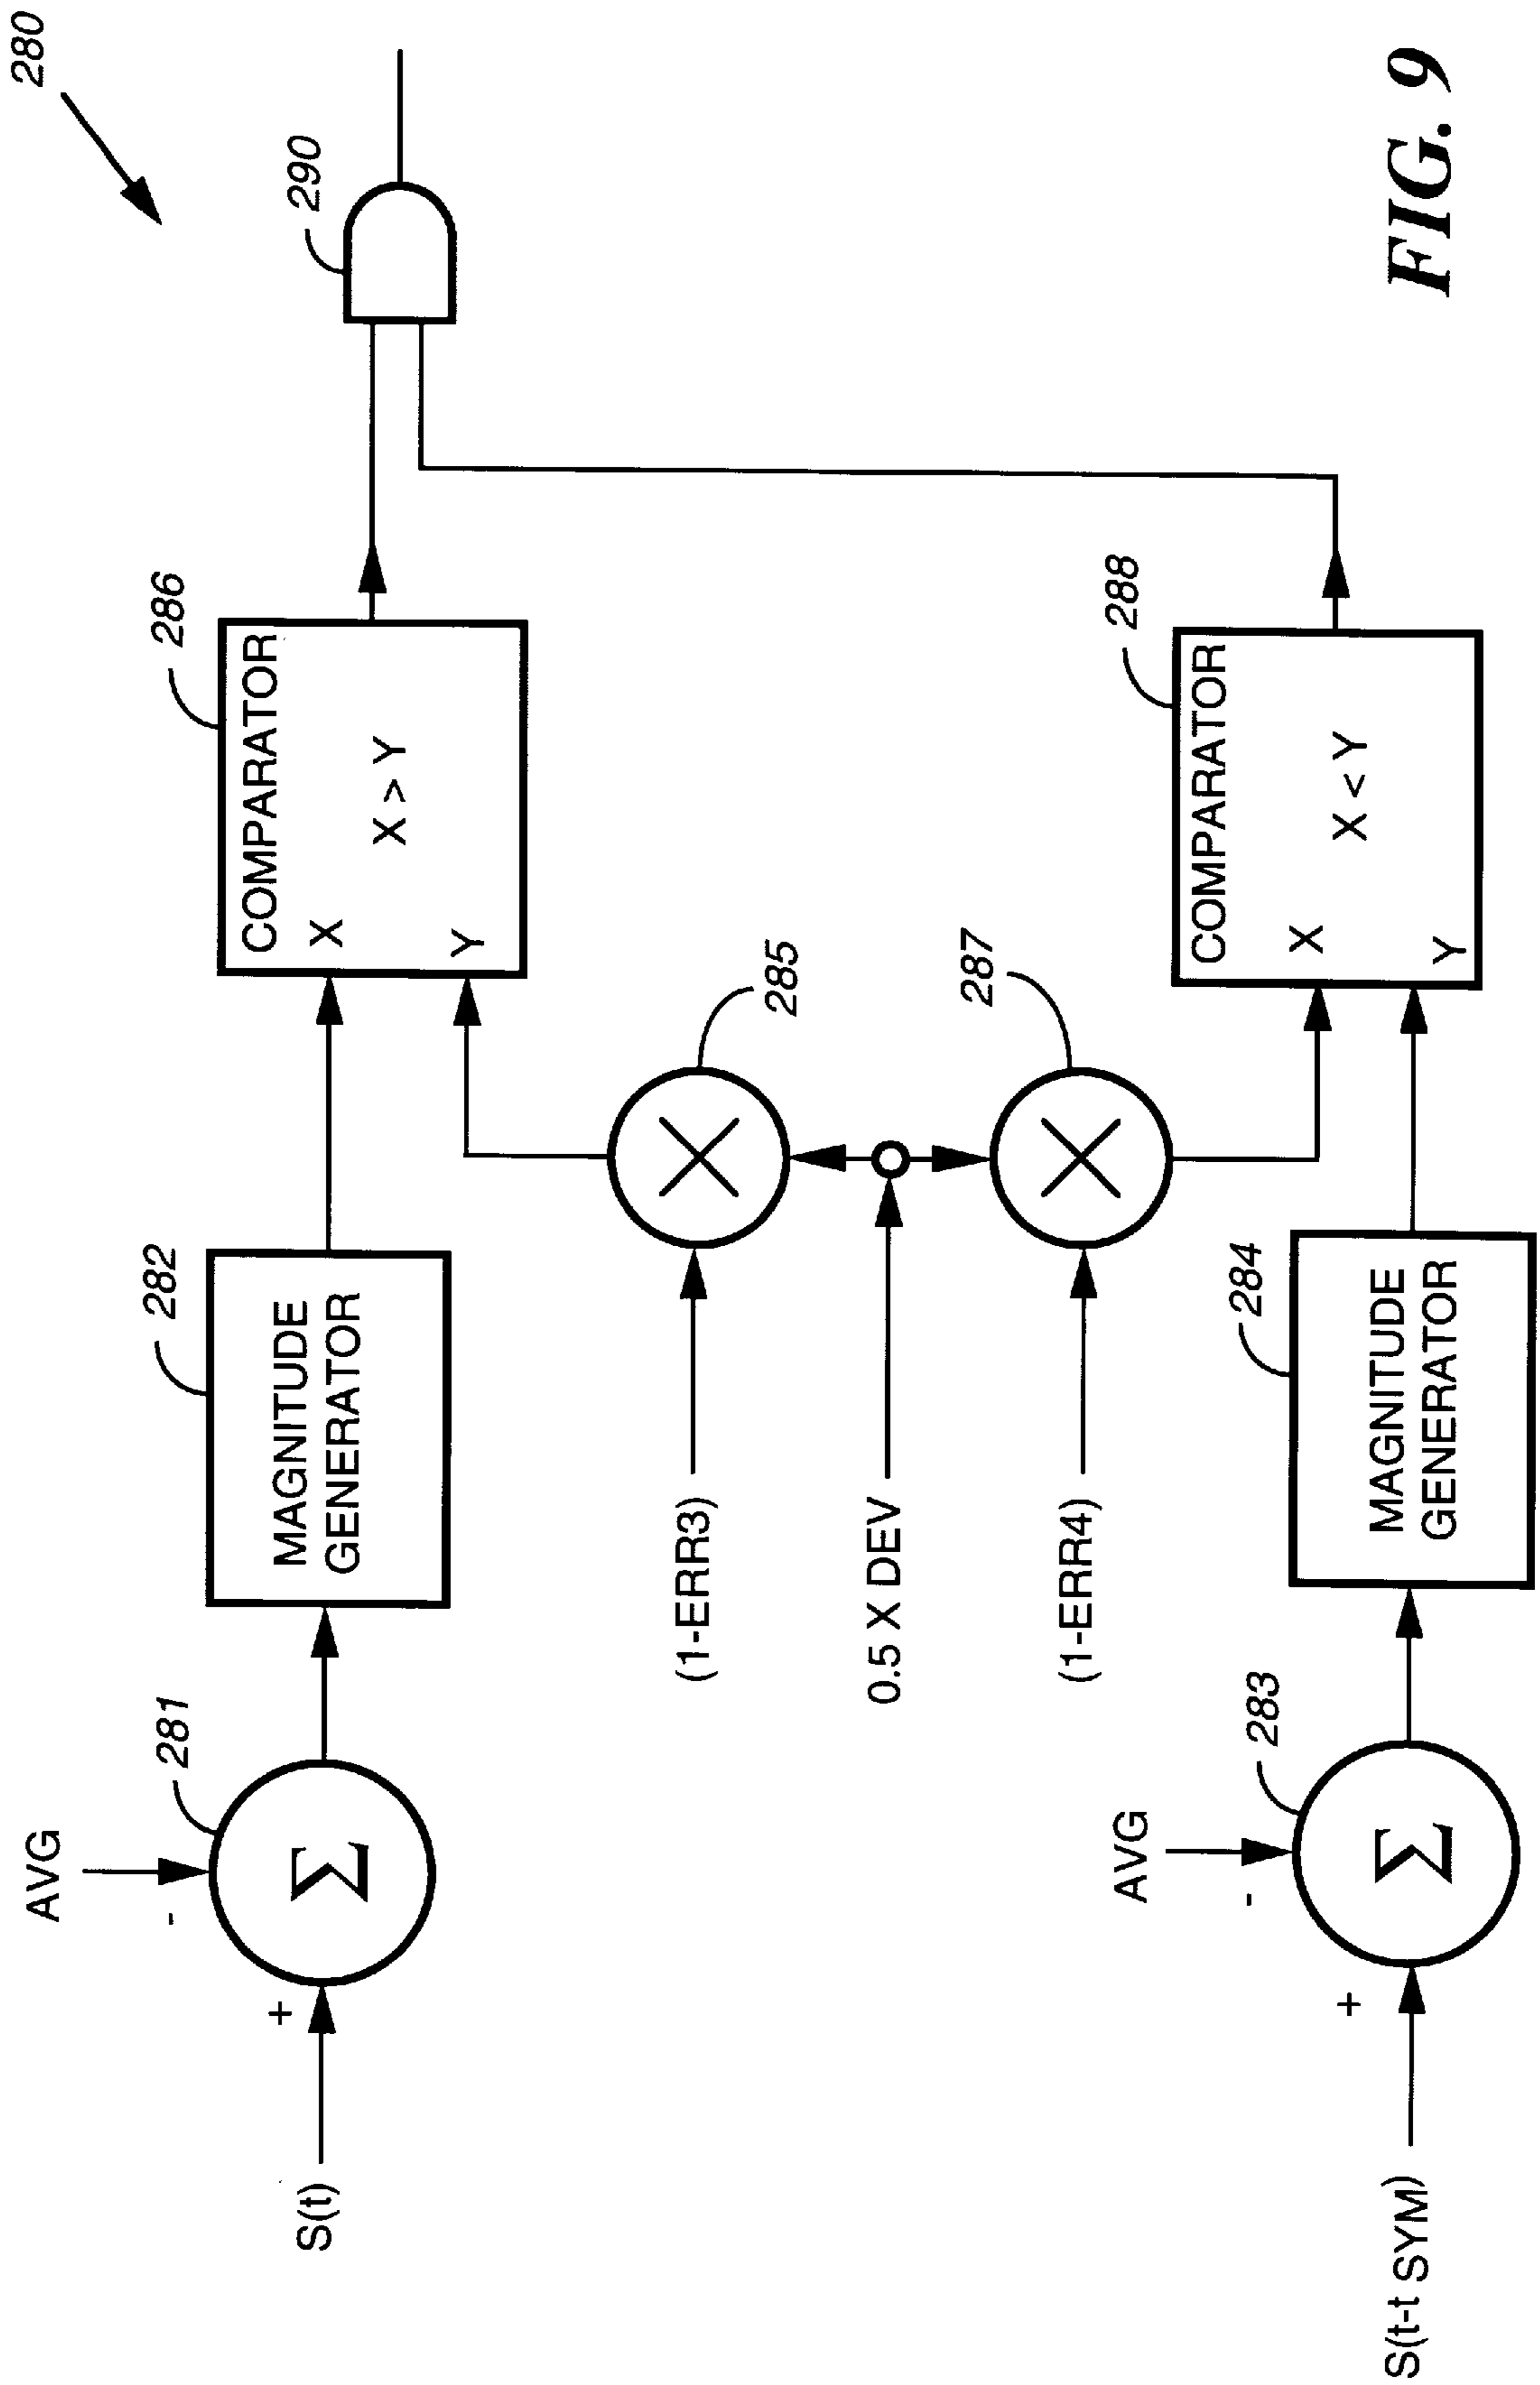 280
290
286
COMPARATOR
X
X > Y
Y
282
MAGNITUDE
GENERATOR
281
AVG
-
Σ
+
S(t)
285
(1-ERR3)
0.5 X DEV
287
(1-ERR4)
288
COMPARATOR
X
X < Y
Y
284
MAGNITUDE
GENERATOR
283
AVG
-
Σ
+
S(t-t SYM)
FIG. 9